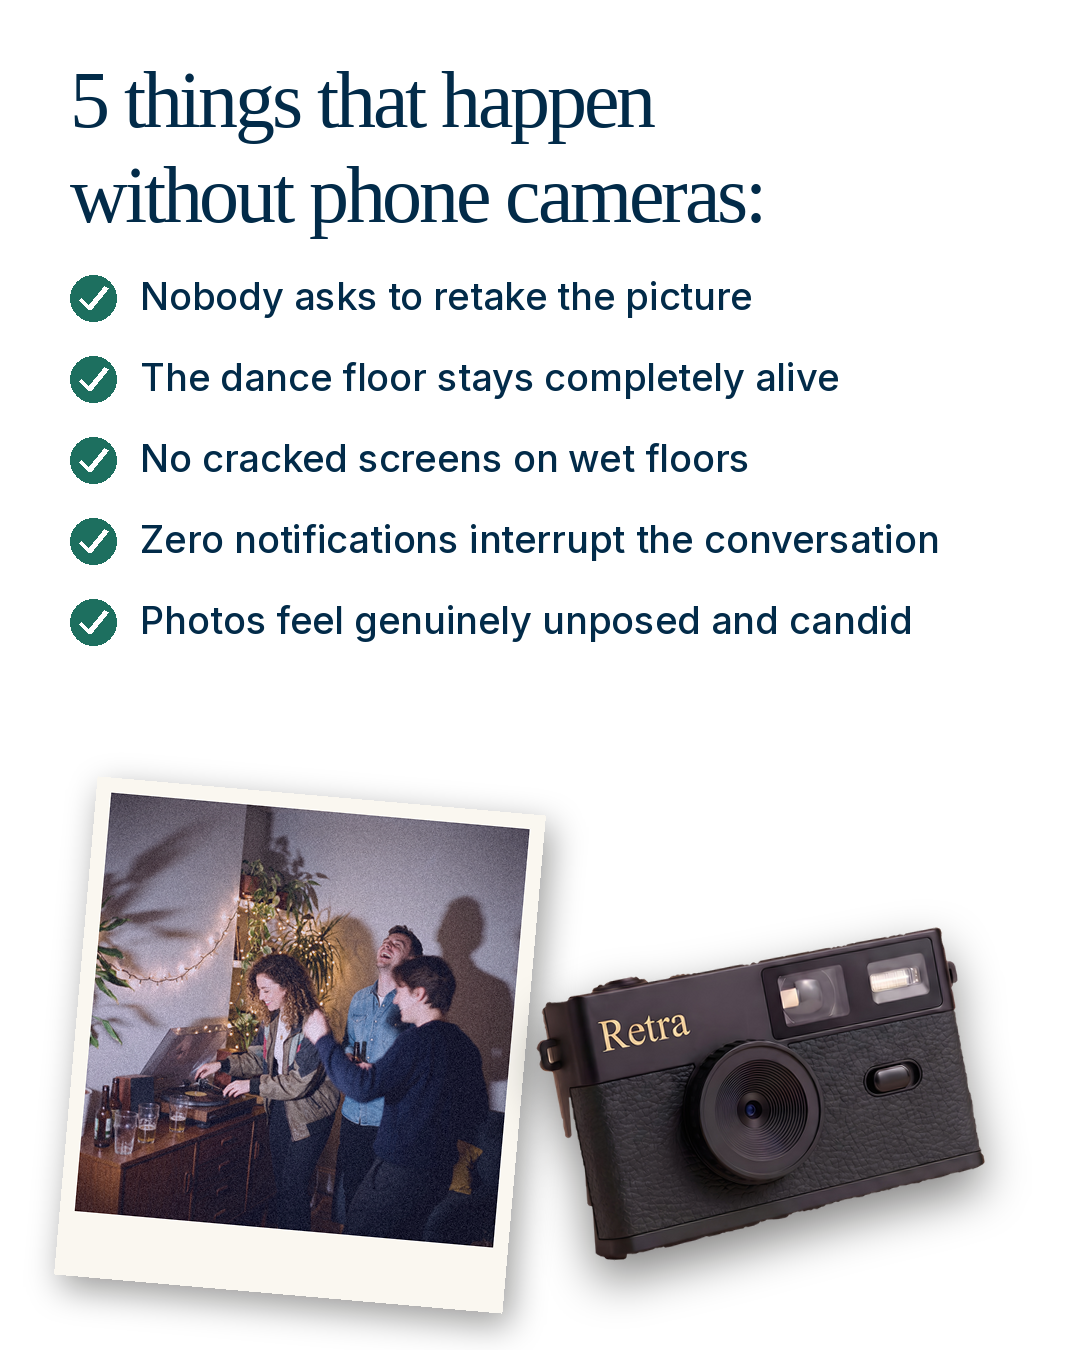 5 things that happen
without phone cameras:
Nobody asks to retake the picture
The dance floor stays completely alive
No cracked screens on wet floors
Zero notifications interrupt the conversation
Photos feel genuinely unposed and candid
Retra